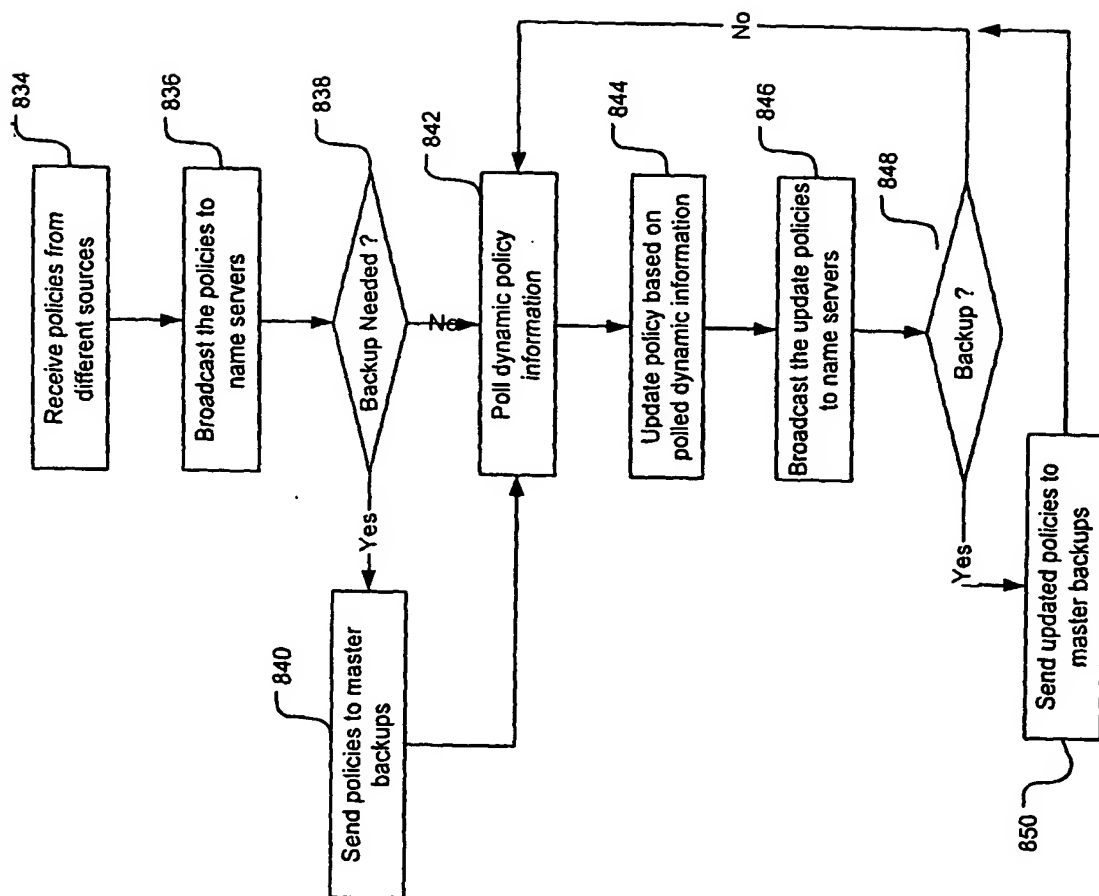 834
Receive policies from
different sources
836
Broadcast the policies to
name servers
838
Backup Needed ?
Yes
No
840
Send policies to master
backups
842
Poll dynamic policy
information
844
Update policy based on
polled dynamic information
846
Broadcast the update policies
to name servers
848
Backup ?
No
Yes
Send updated policies to
master backups
850